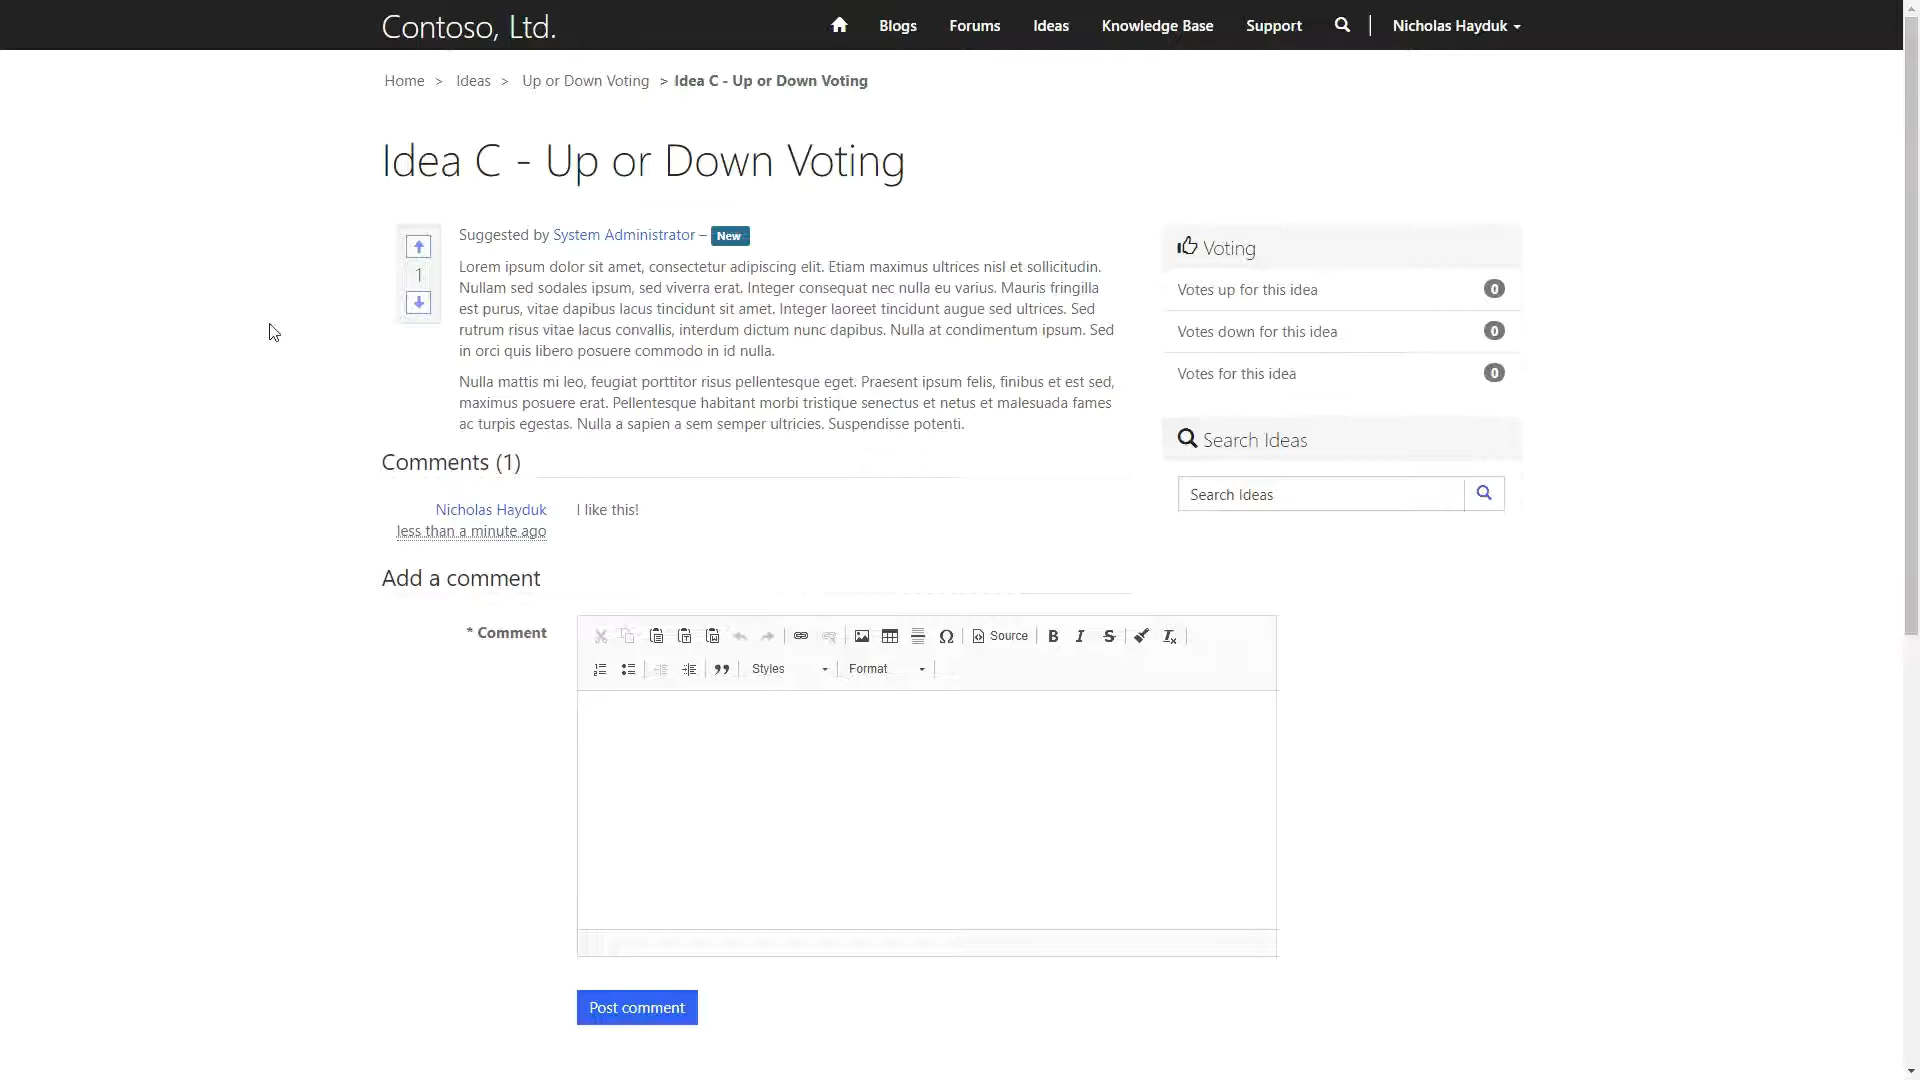 Contoso, Ltd.
Blogs Forums Ideas Knowledge Base Support Nicholas Hayduk
Home > Ideas > Up or Down Voting > Idea C - Up or Down Voting
Idea C - Up or Down Voting
1
Suggested by System Administrator – New
Lorem ipsum dolor sit amet, consectetur adipiscing elit. Etiam maximus ultrices nisl et sollicitudin.
Nullam sed sodales ipsum, sed viverra erat. Integer consequat nec nulla eu varius. Mauris fringilla
est purus, vitae dapibus lacus tincidunt sit amet. Integer laoreet tincidunt augue sed ultrices. Sed
rutrum risus vitae lacus convallis, interdum dictum nunc dapibus. Nulla at condimentum ipsum. Sed
in orci quis libero posuere commodo in id nulla.
Nulla mattis mi leo, feugiat porttitor risus pellentesque eget. Praesent ipsum felis, finibus et est sed,
maximus posuere erat. Pellentesque habitant morbi tristique senectus et netus et malesuada fames
ac turpis egestas. Nulla a sapien a sem semper ultricies. Suspendisse potenti.
Voting
Votes up for this idea 0
Votes down for this idea 0
Votes for this idea 0
Search Ideas
Search Ideas
Comments (1)
Nicholas Hayduk I like this!
less than a minute ago
Add a comment
* Comment
Source
Styles Format
Post comment